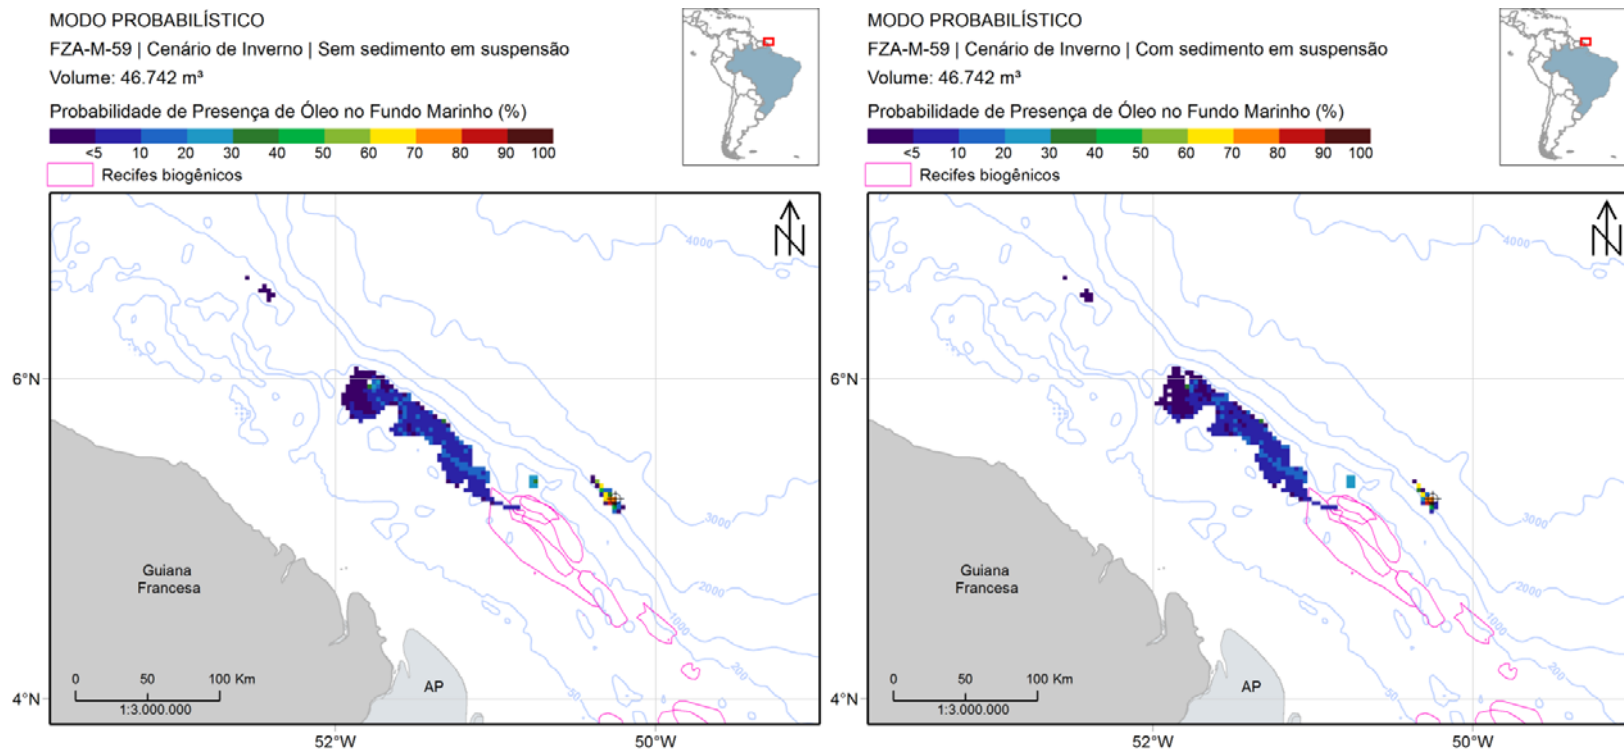 MODO PROBABILÍSTICO
FZA-M-59 | Cenário de Inverno | Sem sedimento em suspensão
Volume: 46.742 m³
Probabilidade de Presença de Óleo no Fundo Marinho (%)
<5 10 20 30 40 50 60 70 80 90 100
Recifes biogênicos
N
4000
6°N
3000
Guiana
Francesa
2000
1000
200
50
AP
0 50 100 Km
1:3.000.000
4°N
52°W 50°W
MODO PROBABILÍSTICO
FZA-M-59 | Cenário de Inverno | Com sedimento em suspensão
Volume: 46.742 m³
Probabilidade de Presença de Óleo no Fundo Marinho (%)
<5 10 20 30 40 50 60 70 80 90 100
Recifes biogênicos
N
4000
3000
Guiana
Francesa
2000
1000
200
50
AP
0 50 100 Km
1:3.000.000
52°W 50°W